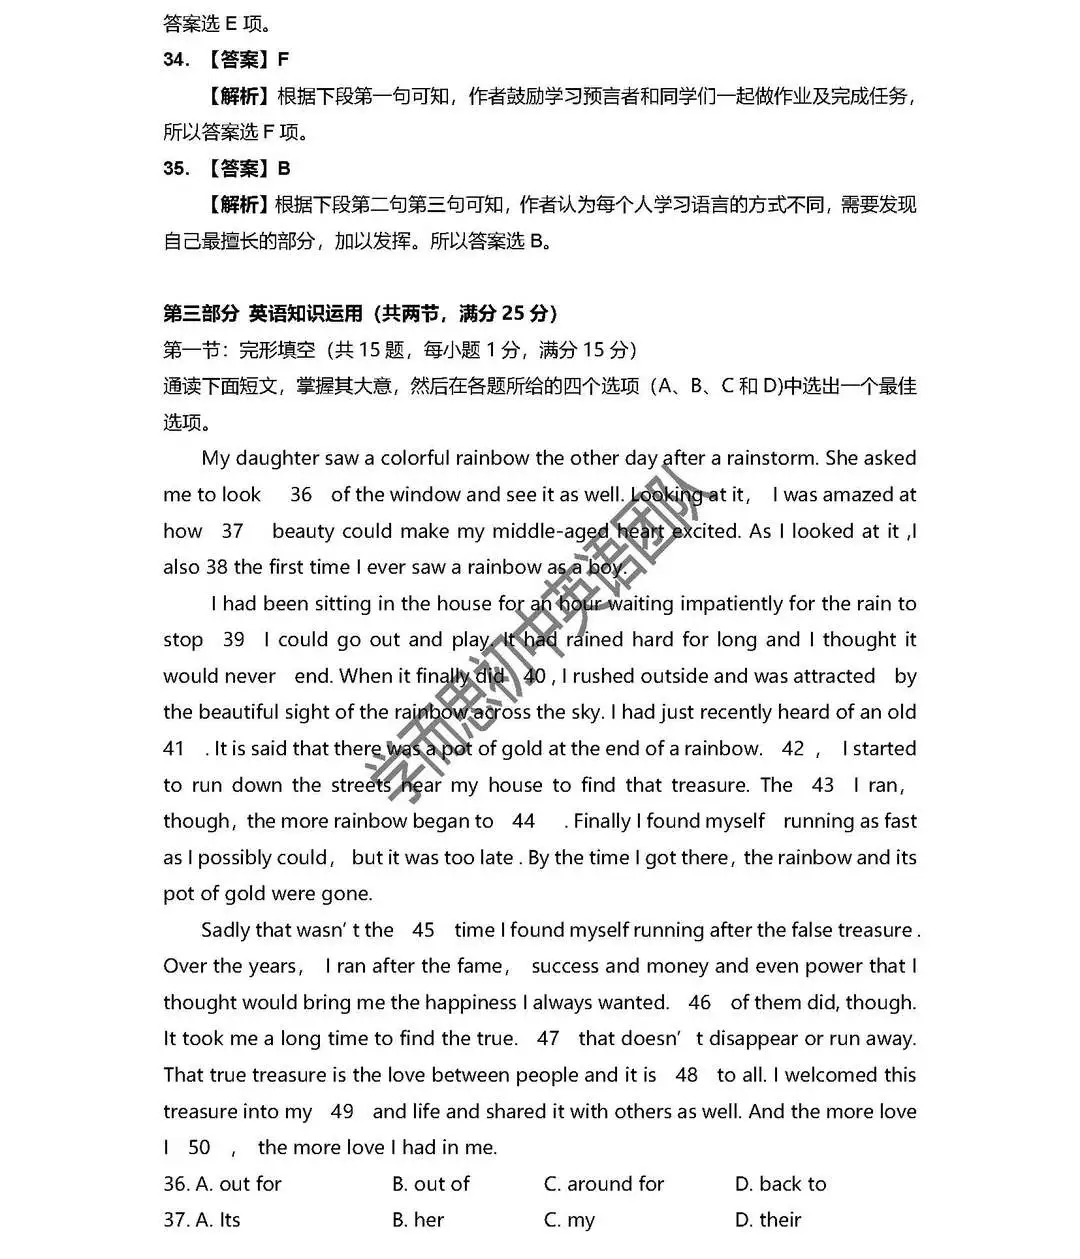 答案选 E 项。
34. 【答案】F
【解析】根据下段第一句可知，作者鼓励学习预言者和同学们一起做作业及完成任务，
所以答案选 F 项。
35. 【答案】B
【解析】根据下段第二句第三句可知，作者认为每个人学习语言的方式不同，需要发现
自己最擅长的部分，加以发挥。所以答案选 B。
第三部分 英语知识运用（共两节，满分 25 分）
第一节：完形填空（共 15 题，每小题 1 分，满分 15 分）
通读下面短文，掌握其大意，然后在各题所给的四个选项（A、B、C 和 D)中选出一个最佳
选项。
My daughter saw a colorful rainbow the other day after a rainstorm. She asked
me to look 36 of the window and see it as well. Looking at it， I was amazed at
how 37 beauty could make my middle-aged heart excited. As I looked at it ,I
also 38 the first time I ever saw a rainbow as a boy.
I had been sitting in the house for an hour waiting impatiently for the rain to
stop 39 I could go out and play. It had rained hard for long and I thought it
would never end. When it finally did 40 , I rushed outside and was attracted by
the beautiful sight of the rainbow across the sky. I had just recently heard of an old
41 . It is said that there was a pot of gold at the end of a rainbow. 42 ， I started
to run down the streets near my house to find that treasure. The 43 I ran，
though，the more rainbow began to 44 . Finally I found myself running as fast
as I possibly could， but it was too late . By the time I got there，the rainbow and its
pot of gold were gone.
Sadly that wasn' t the 45 time I found myself running after the false treasure .
Over the years， I ran after the fame， success and money and even power that I
thought would bring me the happiness I always wanted. 46 of them did, though.
It took me a long time to find the true. 47 that doesn' t disappear or run away.
That true treasure is the love between people and it is 48 to all. I welcomed this
treasure into my 49 and life and shared it with others as well. And the more love
I 50 ， the more love I had in me.
36. A. out for B. out of C. around for D. back to
37. A. Its B. her C. my D. their
学而思初中英语团队